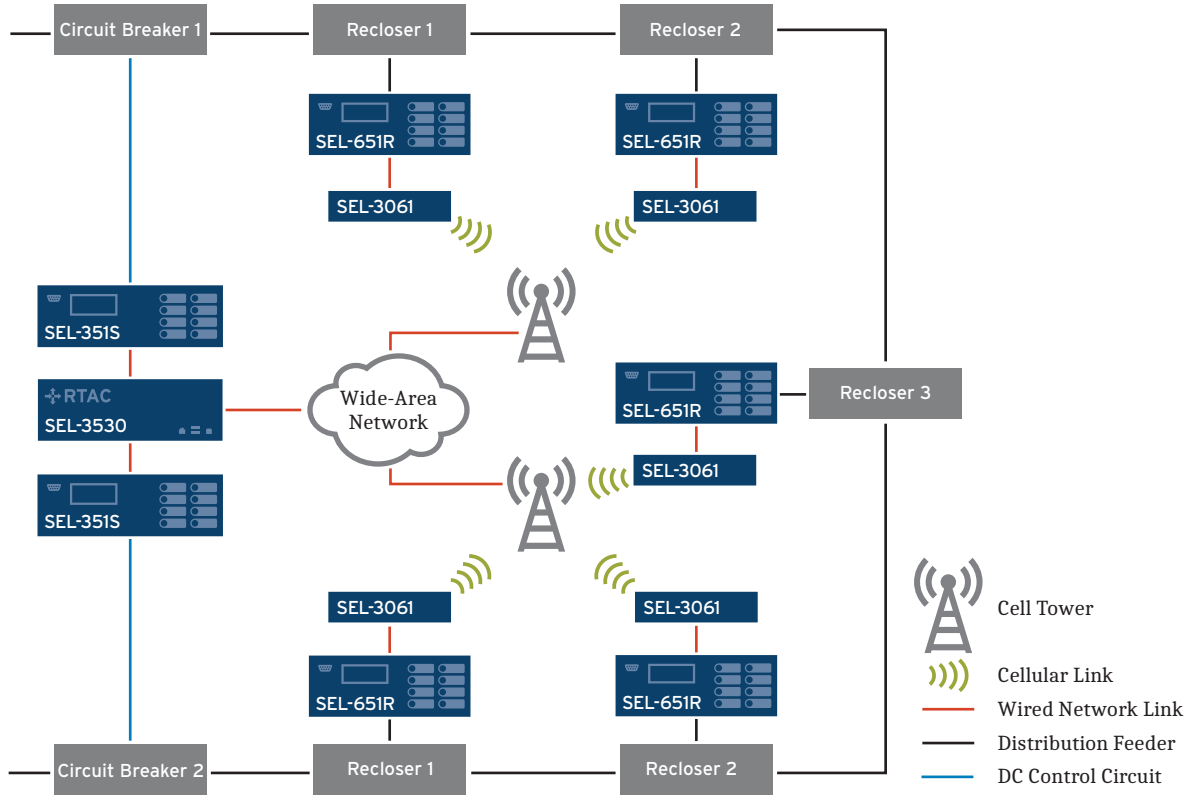 Circuit Breaker 1
Recloser 1
Recloser 2
SEL-651R
SEL-651R
SEL-3061
SEL-3061
SEL-351S
RTAC
SEL-3530
SEL-351S
Wide-Area
Network
SEL-651R
Recloser 3
SEL-3061
SEL-3061
SEL-3061
SEL-651R
SEL-651R
Circuit Breaker 2
Recloser 1
Recloser 2
Cell Tower
Cellular Link
Wired Network Link
Distribution Feeder
DC Control Circuit